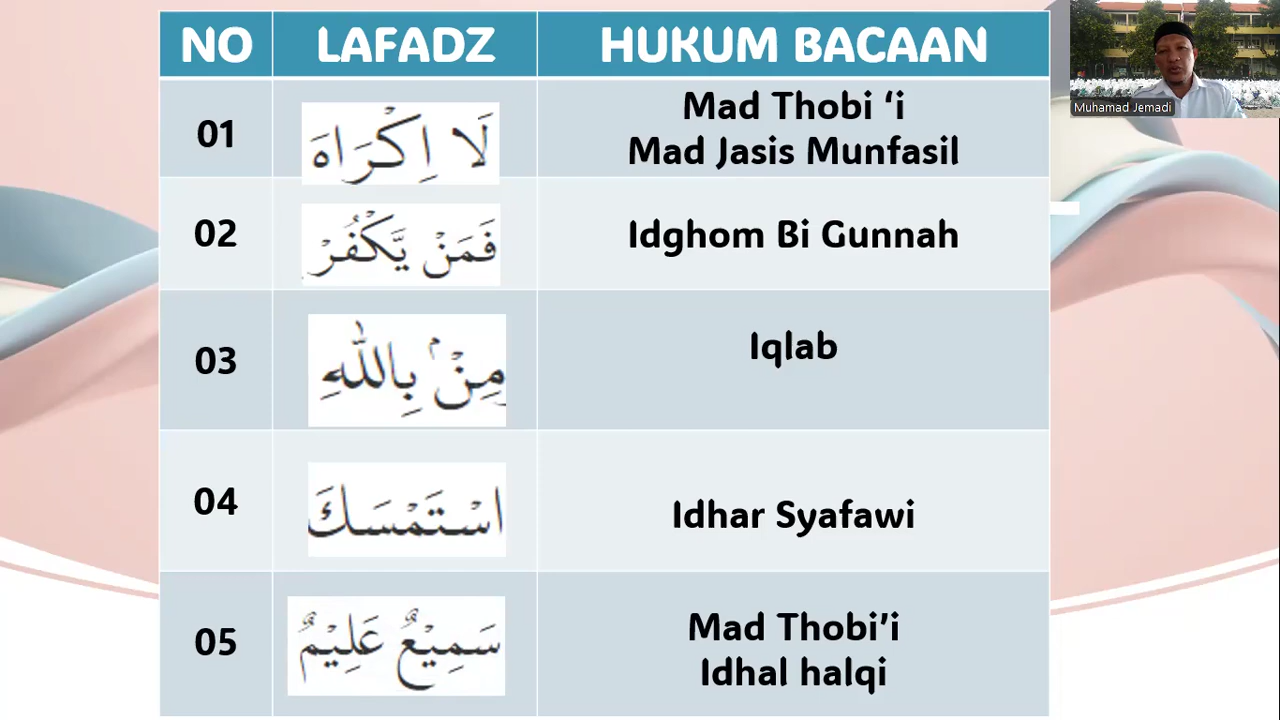 NO LAFADZ HUKUM BACAAN
Muhamad Jemadi
01 لَا اِكْرَاهَ Mad Thobi ‘i
Mad Jasis Munfasil
02 فَمَنْ يَّكْفُرْ Idghom Bi Gunnah
03 مِنْۢ بِاللّٰهِ Iqlab
04 اسْتَمْسَكَ Idhar Syafawi
05 سَمِيْعٌ عَلِيْمٌ Mad Thobi’i
Idhal halqi